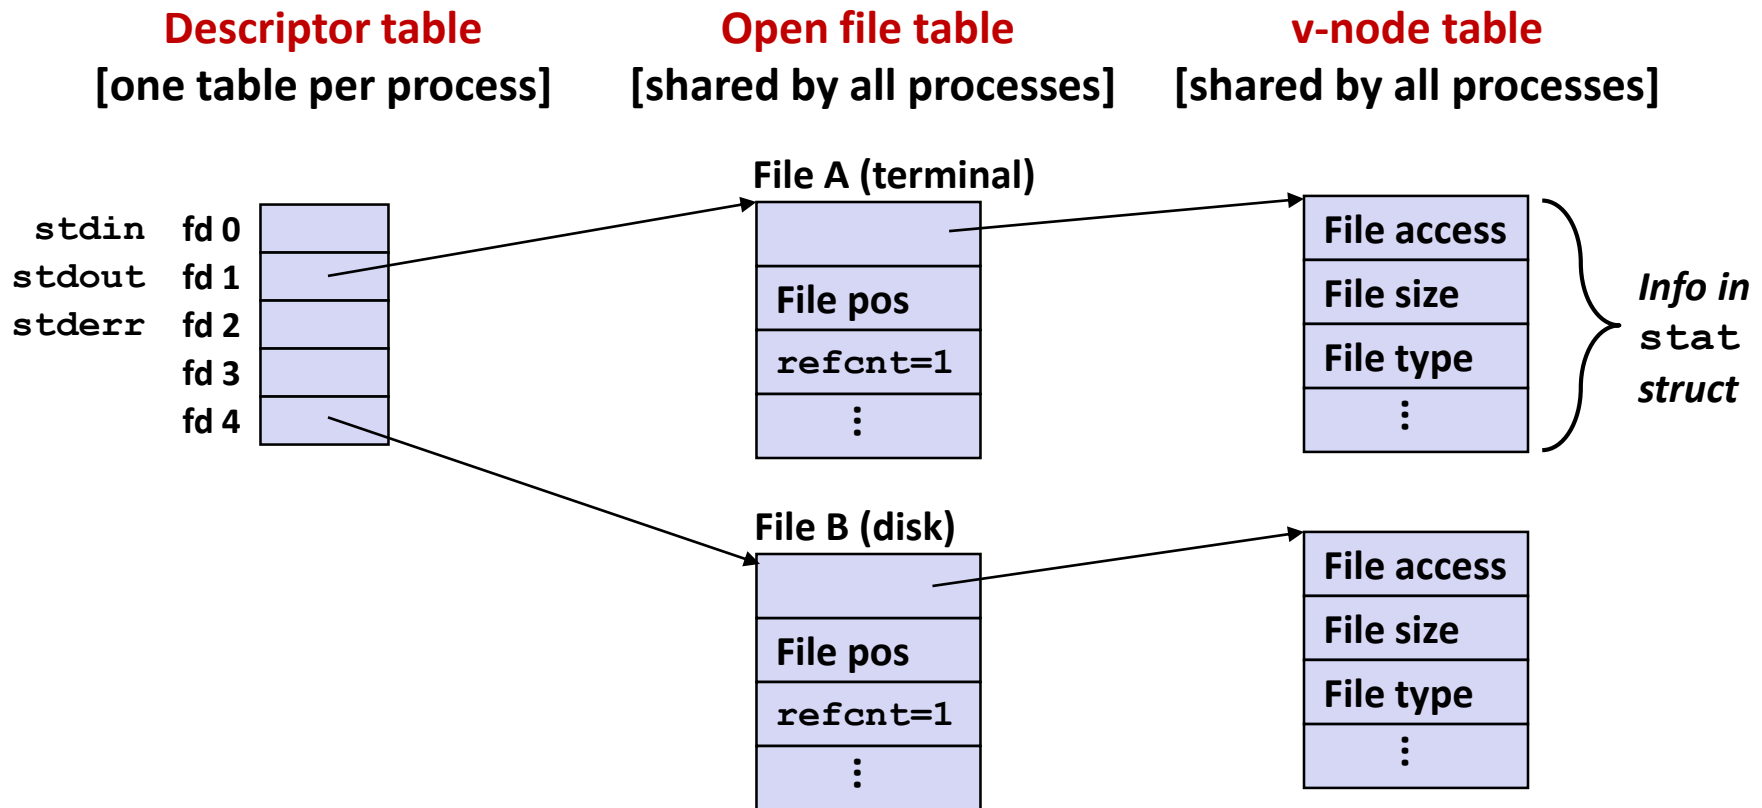 Descriptor table
[one table per process]
Open file table
[shared by all processes]
v-node table
[shared by all processes]
stdin fd 0
stdout fd 1
stderr fd 2
fd 3
fd 4
File A (terminal)
File pos
refcnt=1
⋮
File access
File size
File type
⋮
Info in
stat
struct
File B (disk)
File pos
refcnt=1
⋮
File access
File size
File type
⋮